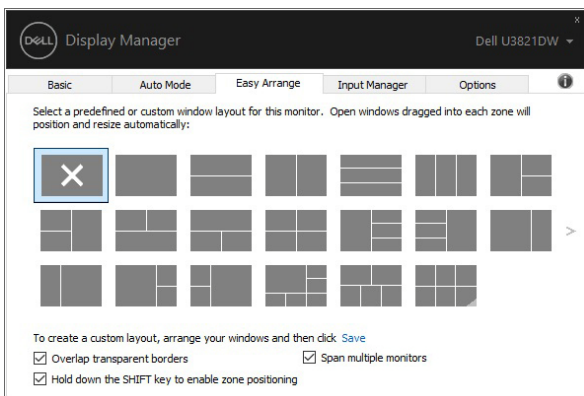 x
DELL Display Manager Dell U3821DW
Basic Auto Mode Easy Arrange Input Manager Options i
Select a predefined or custom window layout for this monitor. Open windows dragged into each zone will
position and resize automatically:
>
To create a custom layout, arrange your windows and then click Save
Overlap transparent borders Span multiple monitors
Hold down the SHIFT key to enable zone positioning